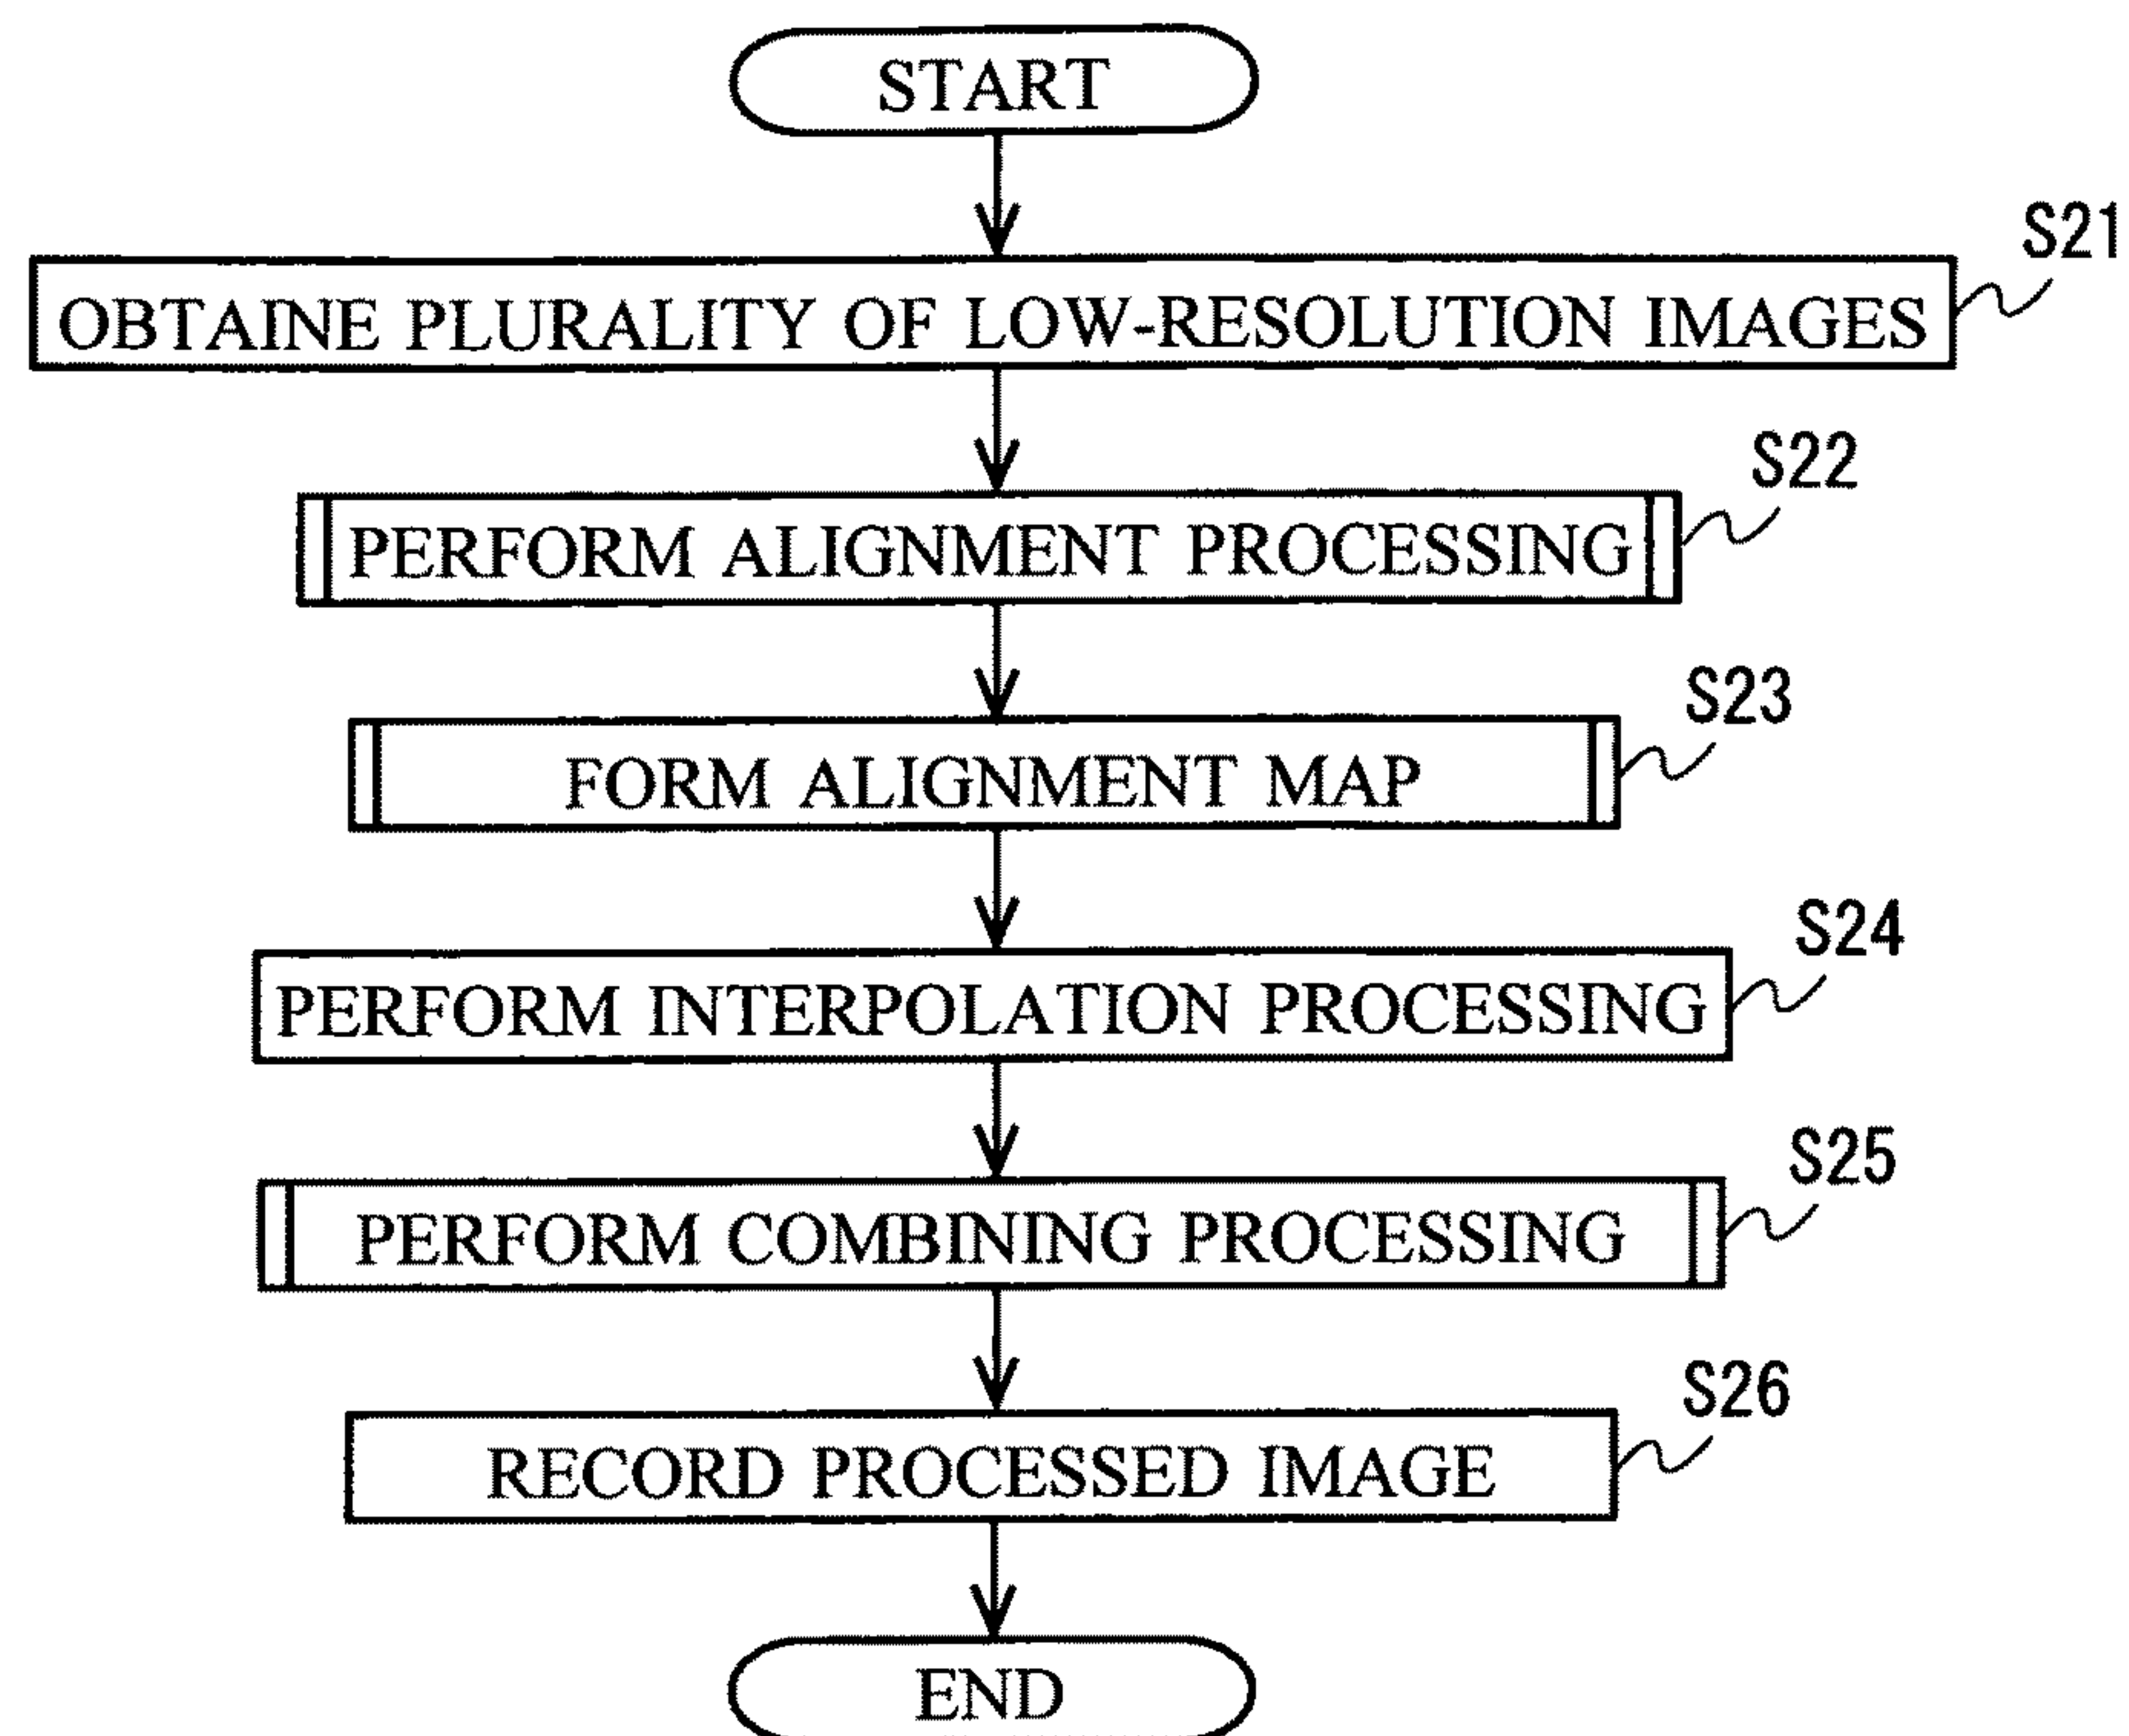 START
S21
OBTAINE PLURALITY OF LOW-RESOLUTION IMAGES
S22
PERFORM ALIGNMENT PROCESSING
S23
FORM ALIGNMENT MAP
S24
PERFORM INTERPOLATION PROCESSING
S25
PERFORM COMBINING PROCESSING
S26
RECORD PROCESSED IMAGE
END